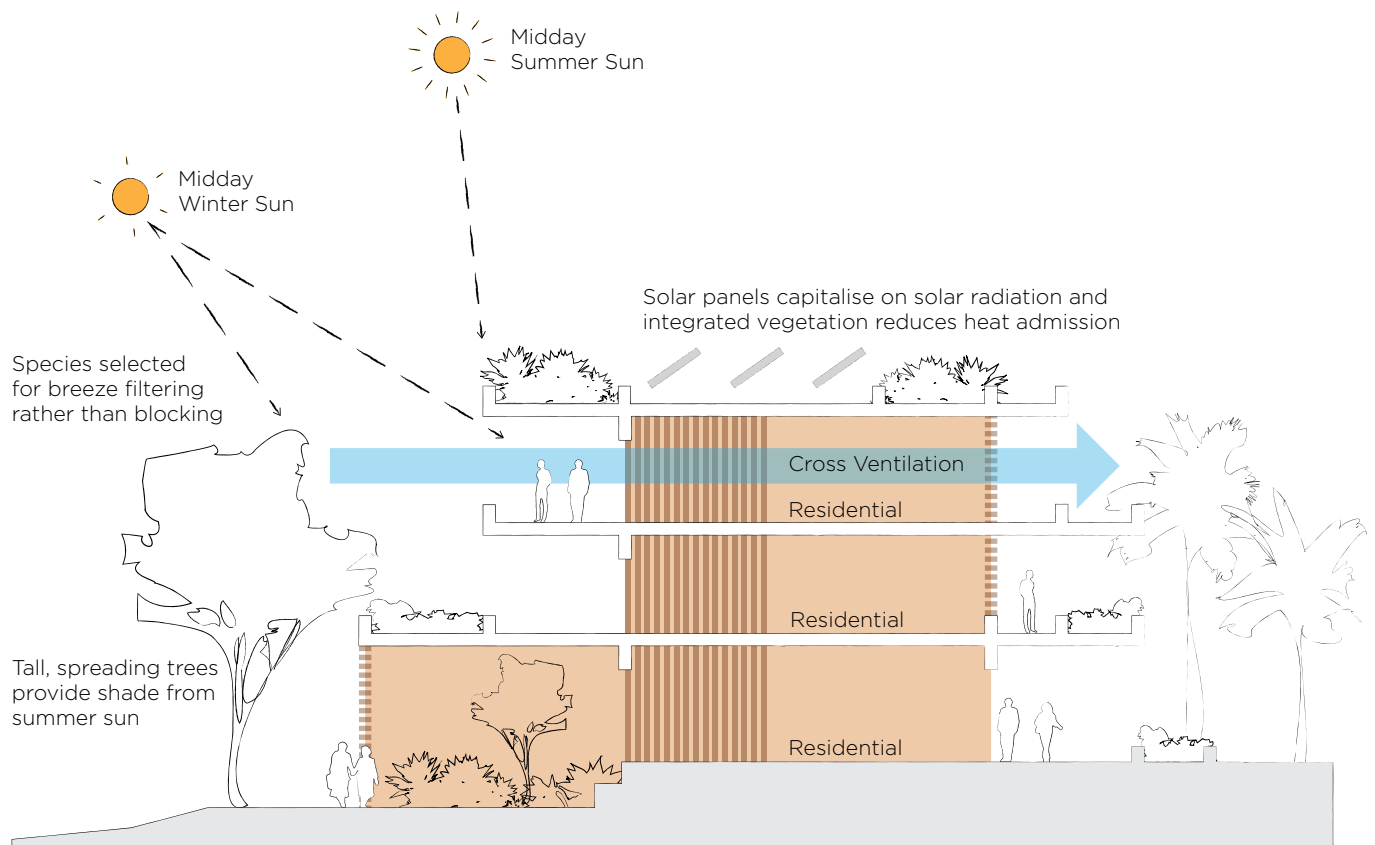 Midday
Summer Sun
Midday
Winter Sun
Solar panels capitalise on solar radiation and
integrated vegetation reduces heat admission
Species selected
for breeze filtering
rather than blocking
Cross Ventilation
Residential
Residential
Tall, spreading trees
provide shade from
summer sun
Residential